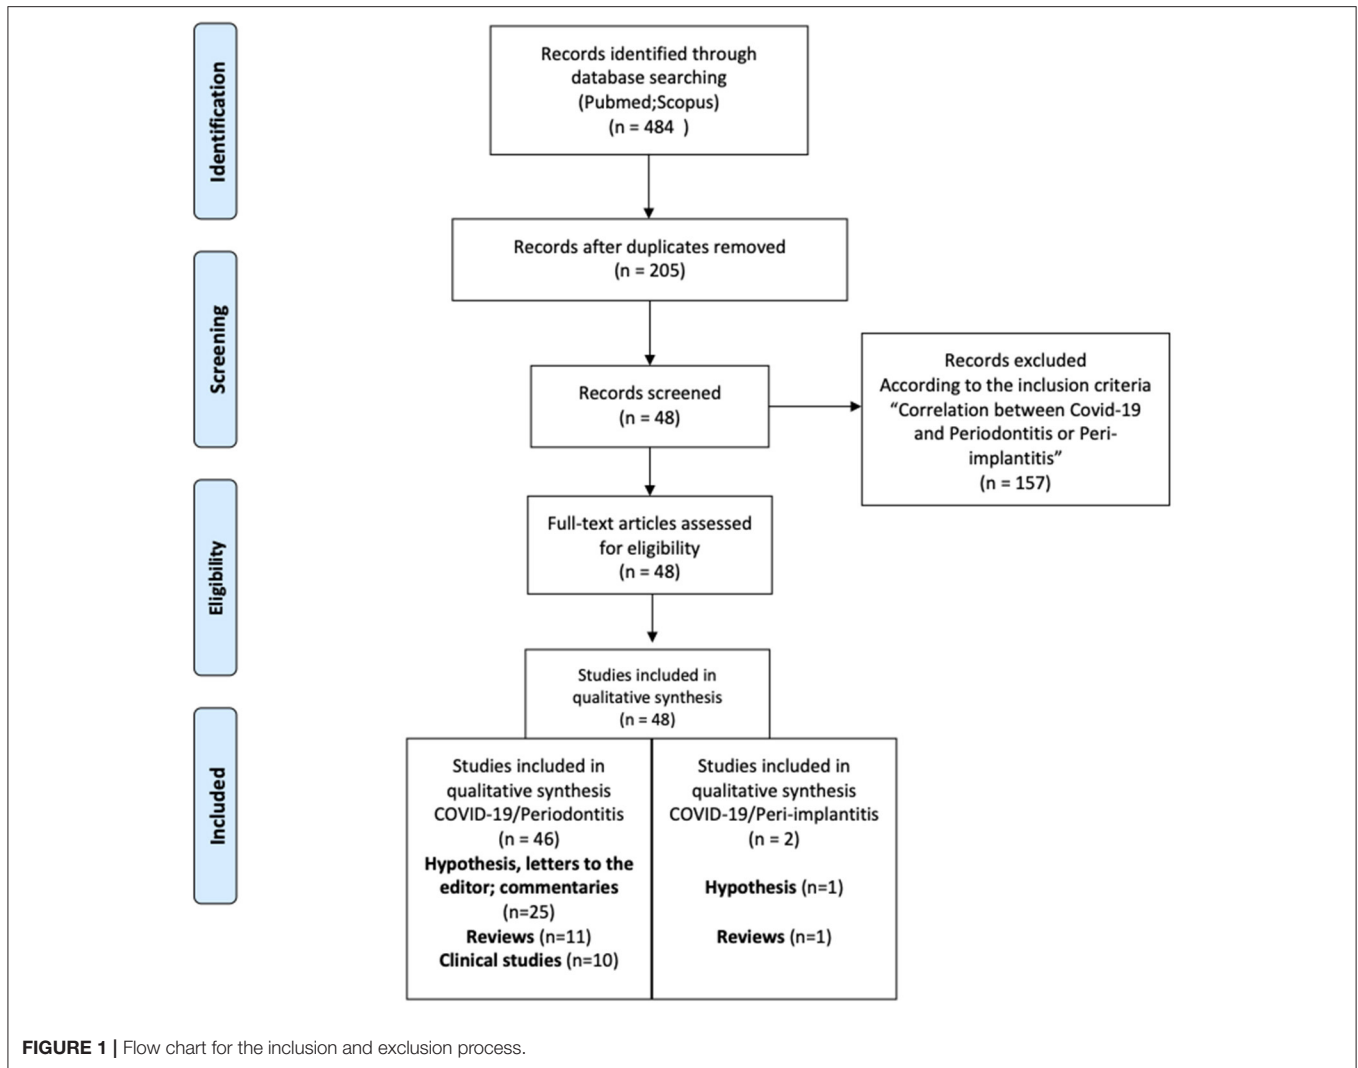 Identification
Records identified through
database searching
(Pubmed;Scopus)
(n = 484  )
Records after duplicates removed
(n = 205)
Screening
Records screened
(n = 48)
Records excluded
According to the inclusion criteria
“Correlation between Covid-19
and Periodontitis or Peri-
implantitis”
(n = 157)
Eligibility
Full-text articles assessed
for eligibility
(n = 48)
Studies included in
qualitative synthesis
(n = 48)
Included
Studies included in
qualitative synthesis
COVID-19/Periodontitis
(n = 46)
Hypothesis, letters to the
editor; commentaries
(n=25)
Reviews (n=11)
Clinical studies (n=10)
Studies included in
qualitative synthesis
COVID-19/Peri-implantitis
(n = 2)
Hypothesis (n=1)
Reviews (n=1)
FIGURE 1 | Flow chart for the inclusion and exclusion process.